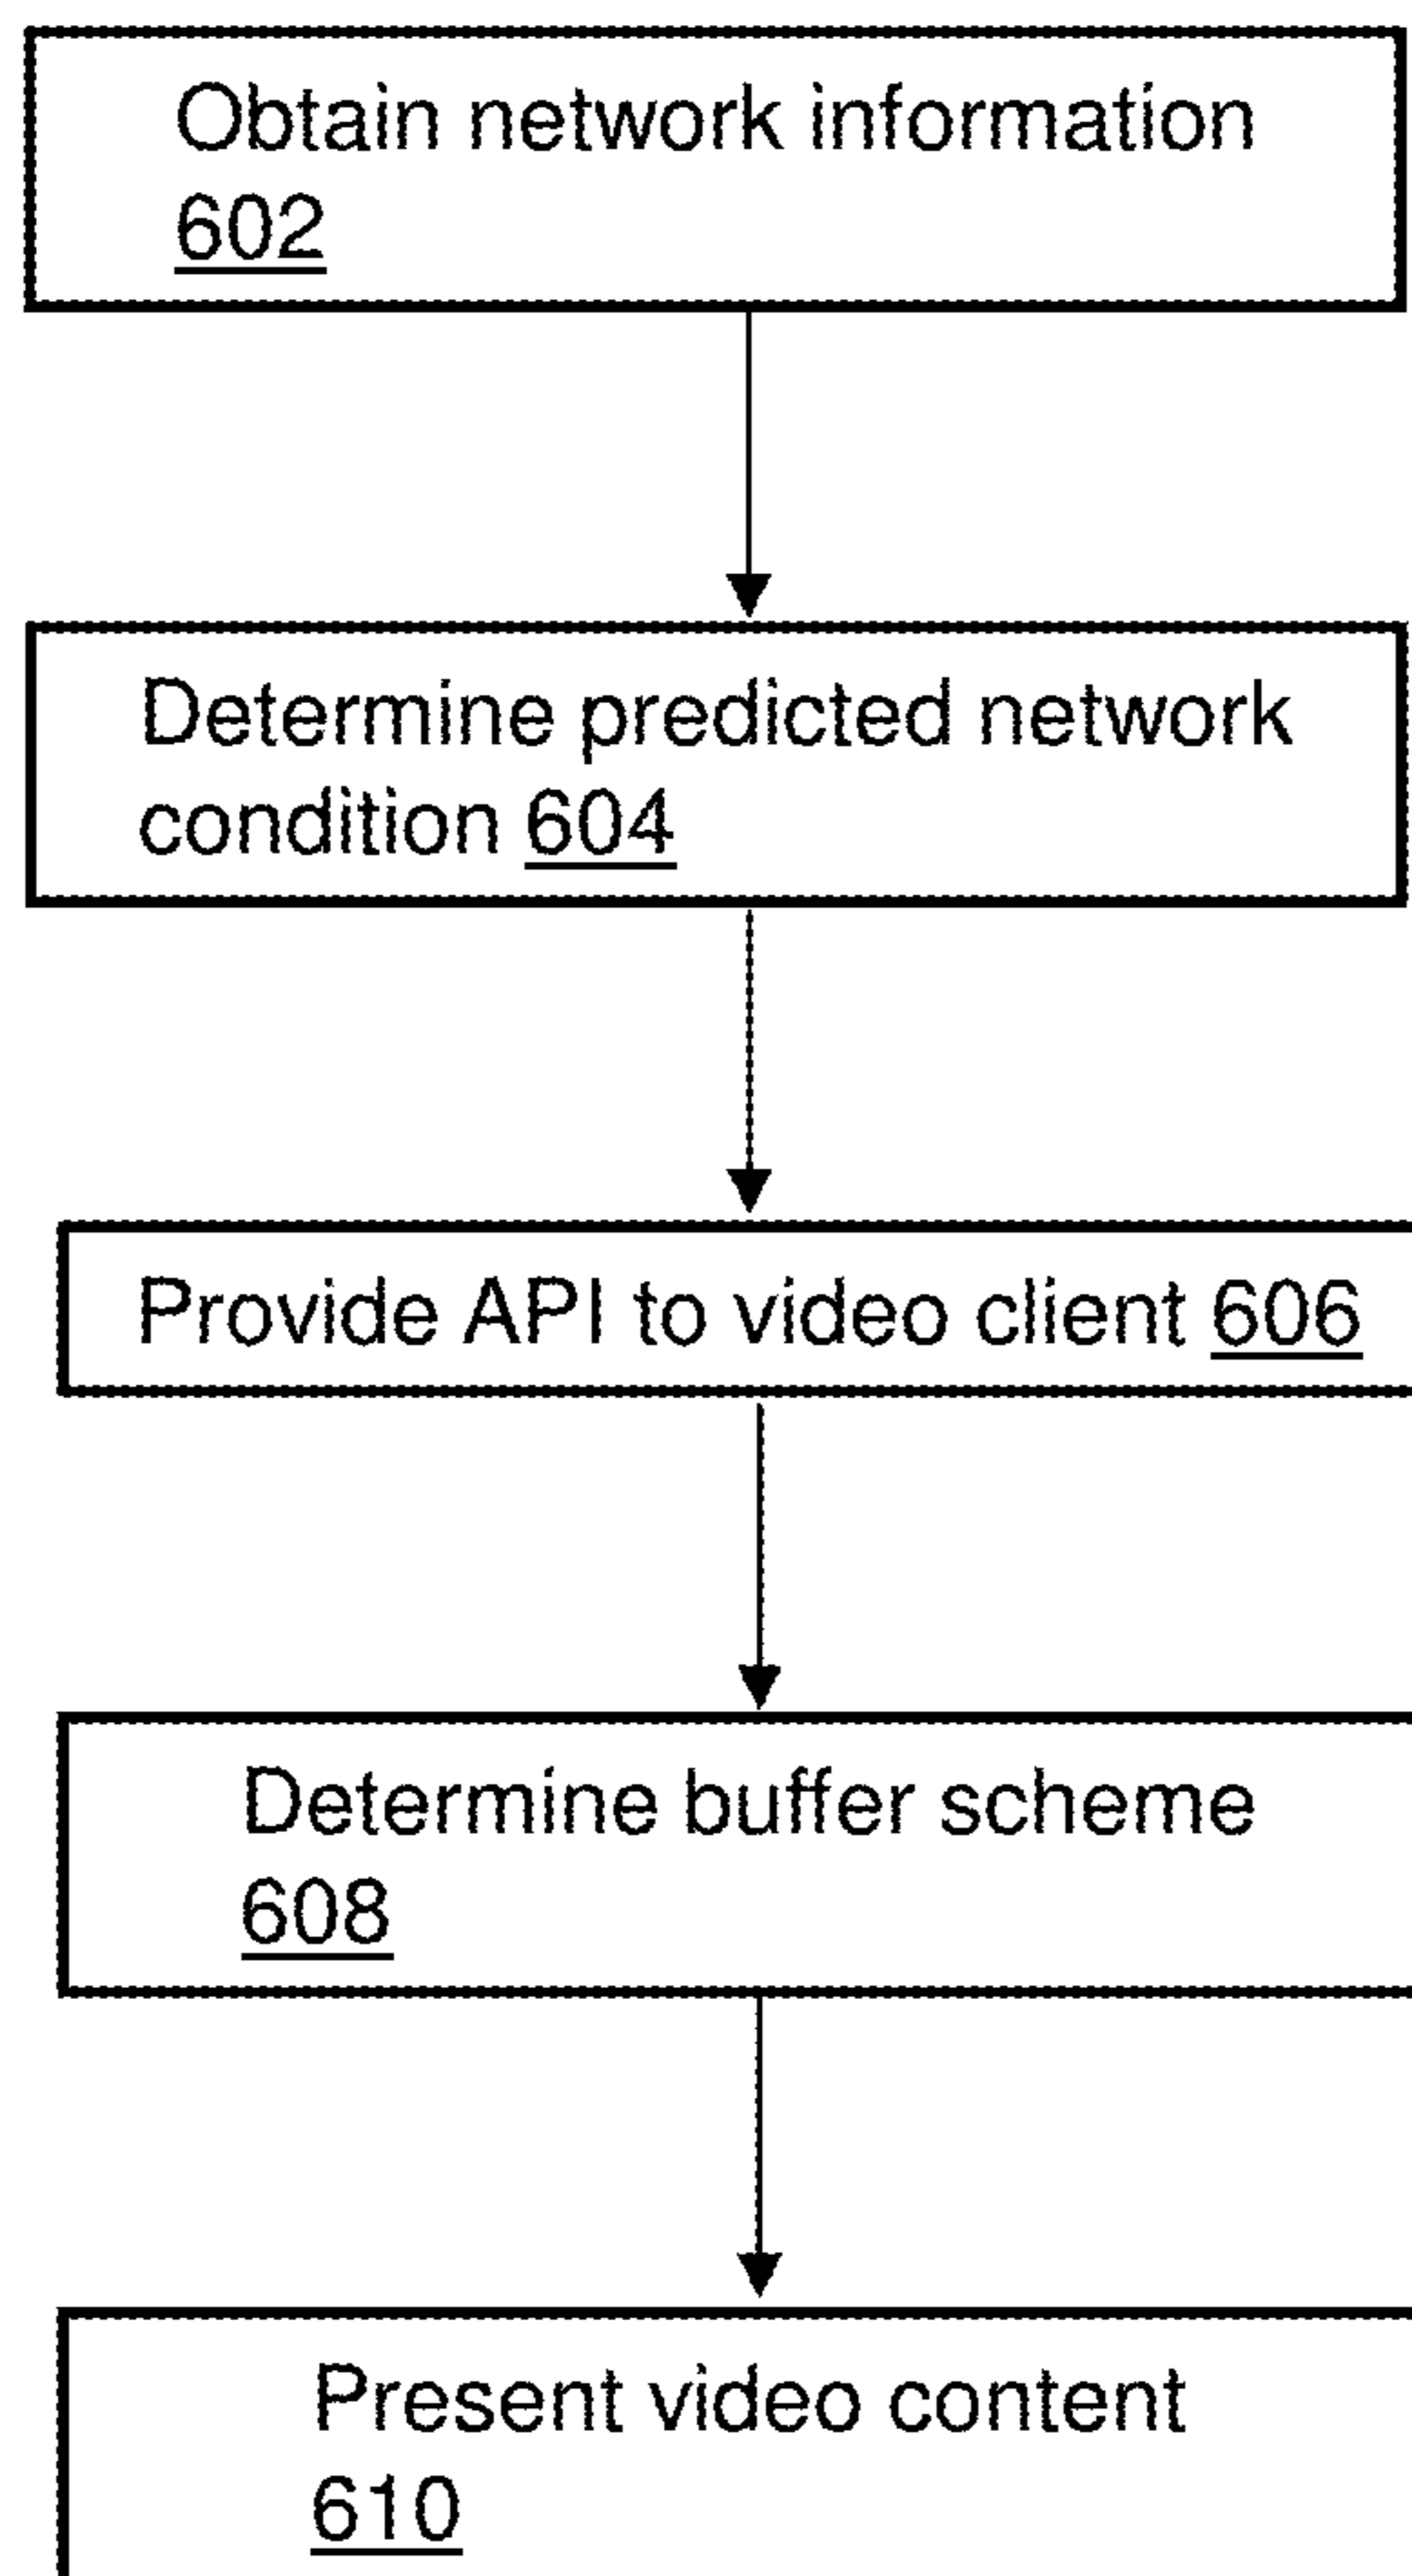 Obtain network information
602
Determine predicted network
condition 604
Provide API to video client 606
Determine buffer scheme
608
Present video content
610